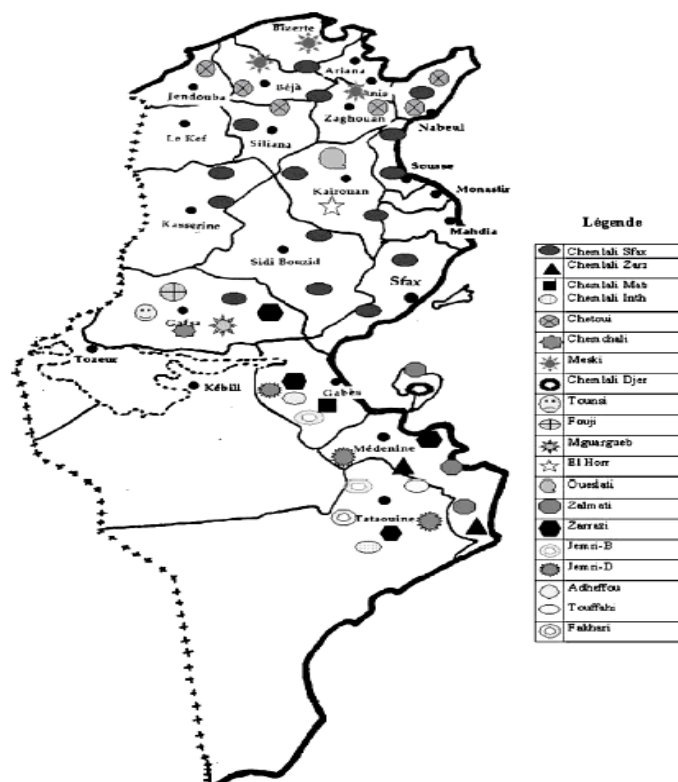 Bizerte
Ariana
Jendouba
Béjà
Zaghouan
Nabeul
Le Kef
Siliana
Sousse
Kairouan
Monastir
Kasserine
Mahdia
Sidi Bouzid
Sfax
Gafsa
Tozeur
Kébili
Gabès
Médenine
Tataouine
Légende
Chemlali Sfax
Chemlali Zarz
Chemlali Mat
Chemlali Inth
Chetoui
Chemchali
Meski
Chemlali Djer
Tounsi
Fouji
Mguargueb
El Horr
Oueslati
Zalmati
Zarrazi
Jemri-B
Jemri-D
Adheffou
Touffahi
Fakhari